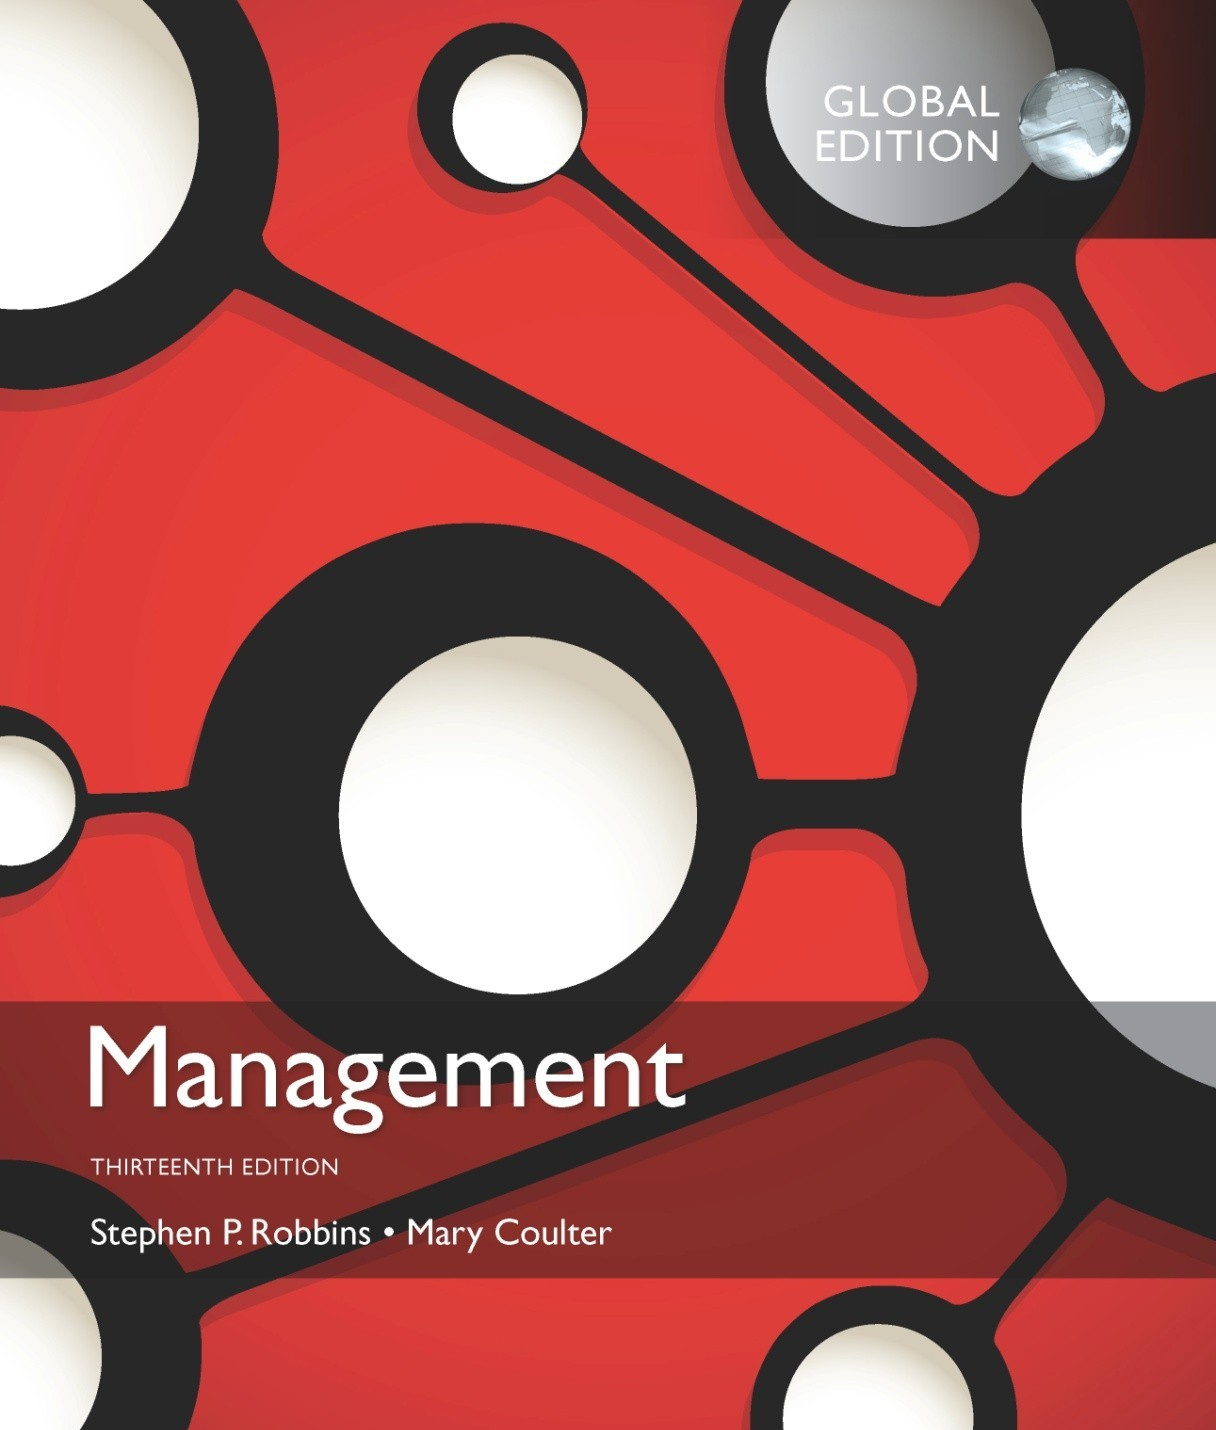 GLOBAL
EDITION
Management
THIRTEENTH EDITION
Stephen P. Robbins • Mary Coulter